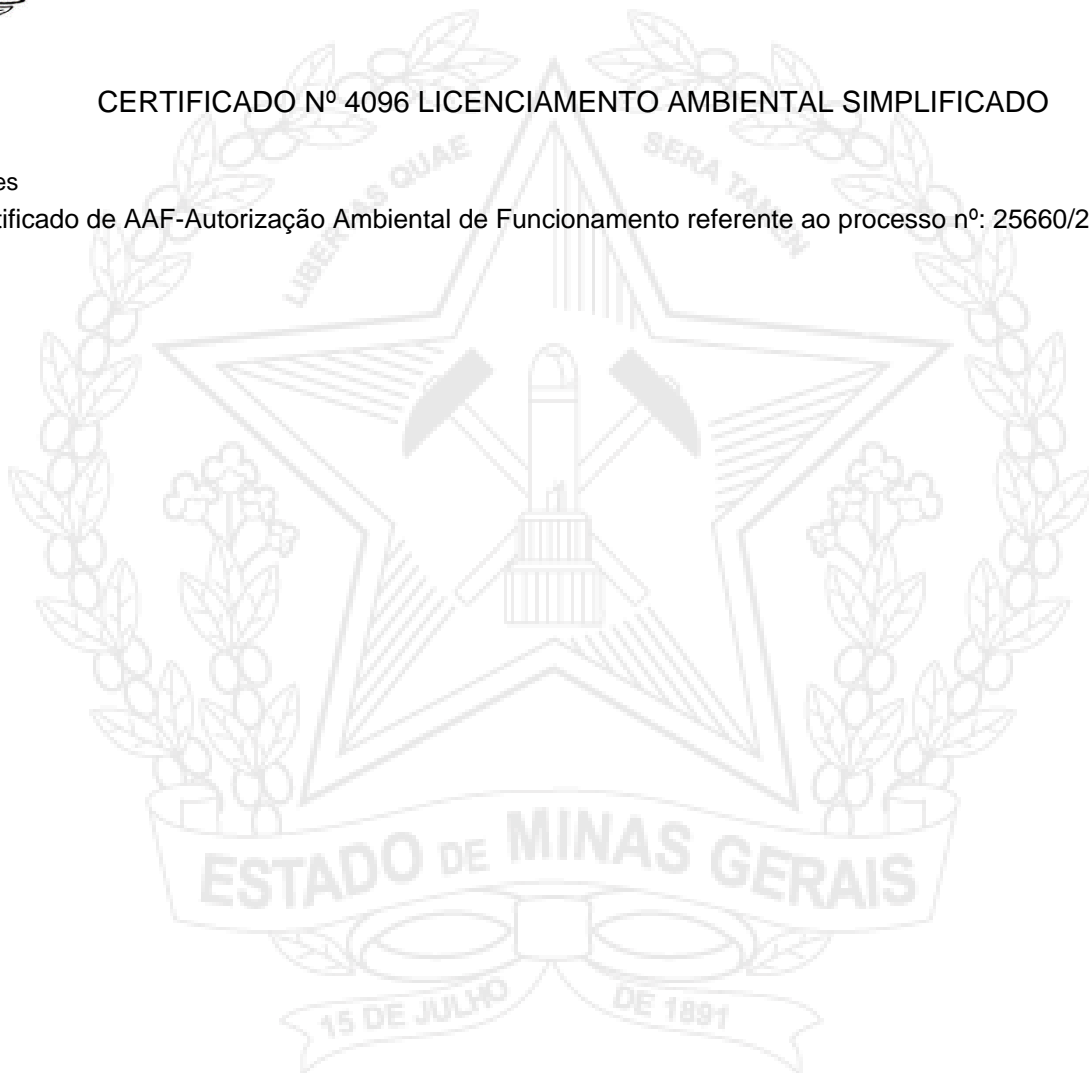 CERTIFICADO Nº 4096 LICENCIAMENTO AMBIENTAL SIMPLIFICADO
es
tificado de AAF-Autorização Ambiental de Funcionamento referente ao processo nº: 25660/2
LIBERTAS QUAE SERA TAMEN
ESTADO DE MINAS GERAIS
15 DE JULHO DE 1891